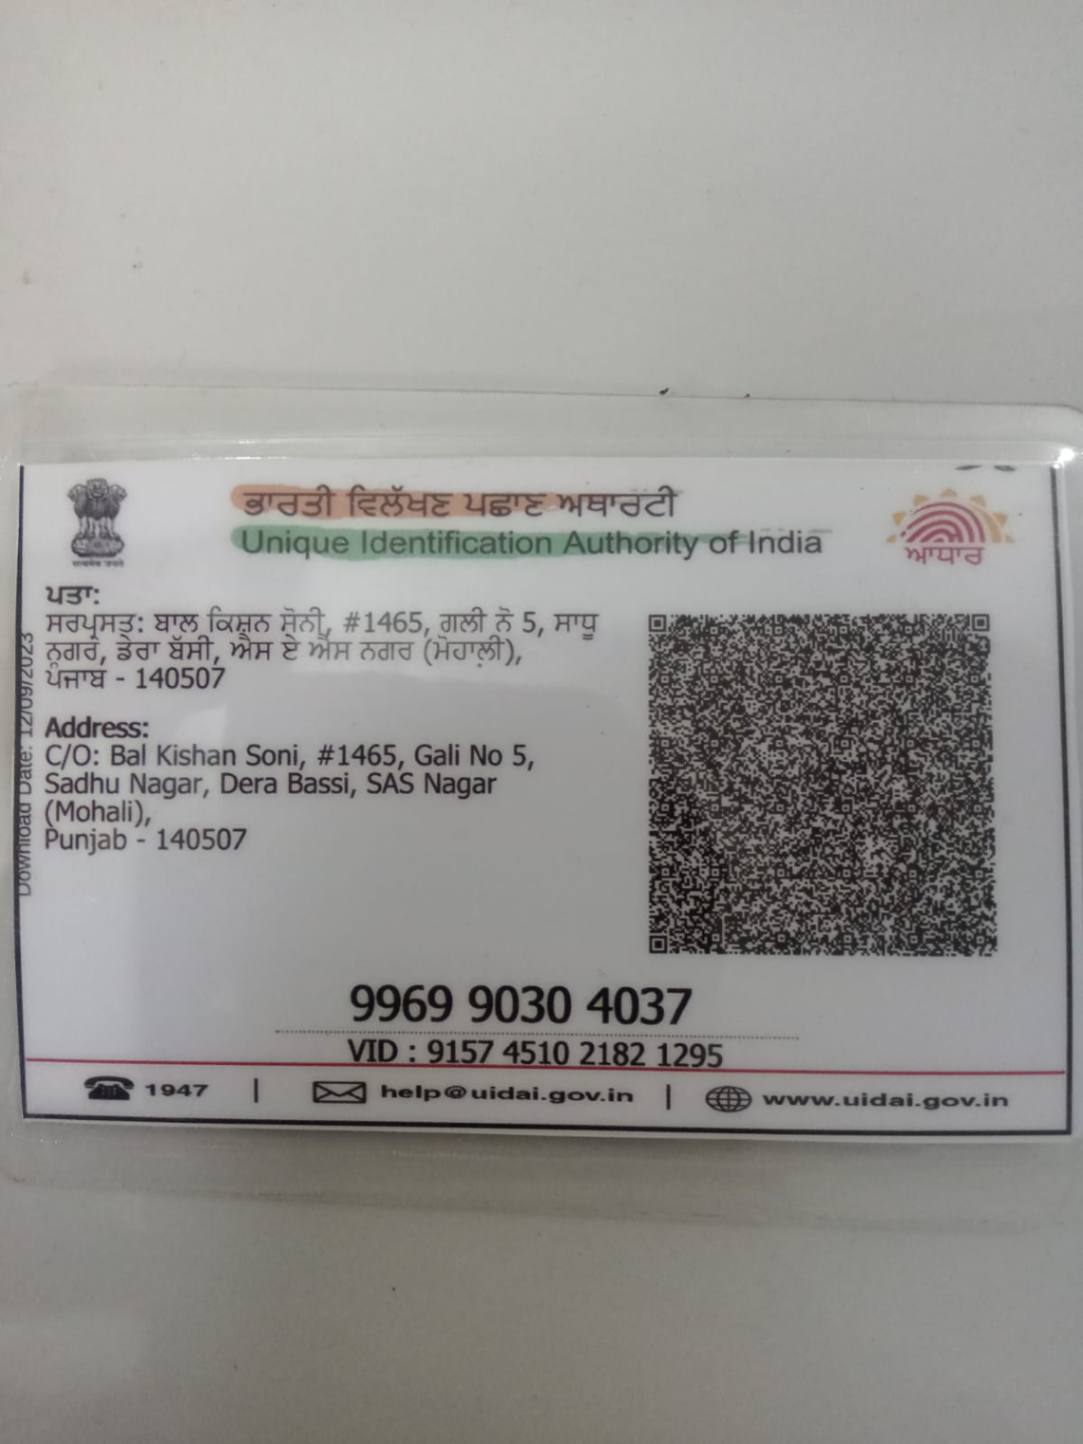 ਭਾਰਤੀ ਵਿਲੱਖਣ ਪਛਾਣ ਅਥਾਰਟੀ
Unique Identification Authority of India
सत्यमेव जयते
ਆਧਾਰ
ਪਤਾ:
ਸਰਪ੍ਰਸਤ: ਬਾਲ ਕਿਸ਼ਨ ਸੋਨੀ, #1465, ਗਲੀ ਨੋ 5, ਸਾਧੂ
ਨਗਰ, ਡੇਰਾ ਬੱਸੀ, ਐਸ ਏ ਐਸ ਨਗਰ (ਮੋਹਾਲੀ),
ਪੰਜਾਬ - 140507
Address:
C/O: Bal Kishan Soni, #1465, Gali No 5,
Sadhu Nagar, Dera Bassi, SAS Nagar
(Mohali),
Punjab - 140507
Download Date: 12/09/2023
9969 9030 4037
VID : 9157 4510 2182 1295
1947 | help@uidai.gov.in | www.uidai.gov.in